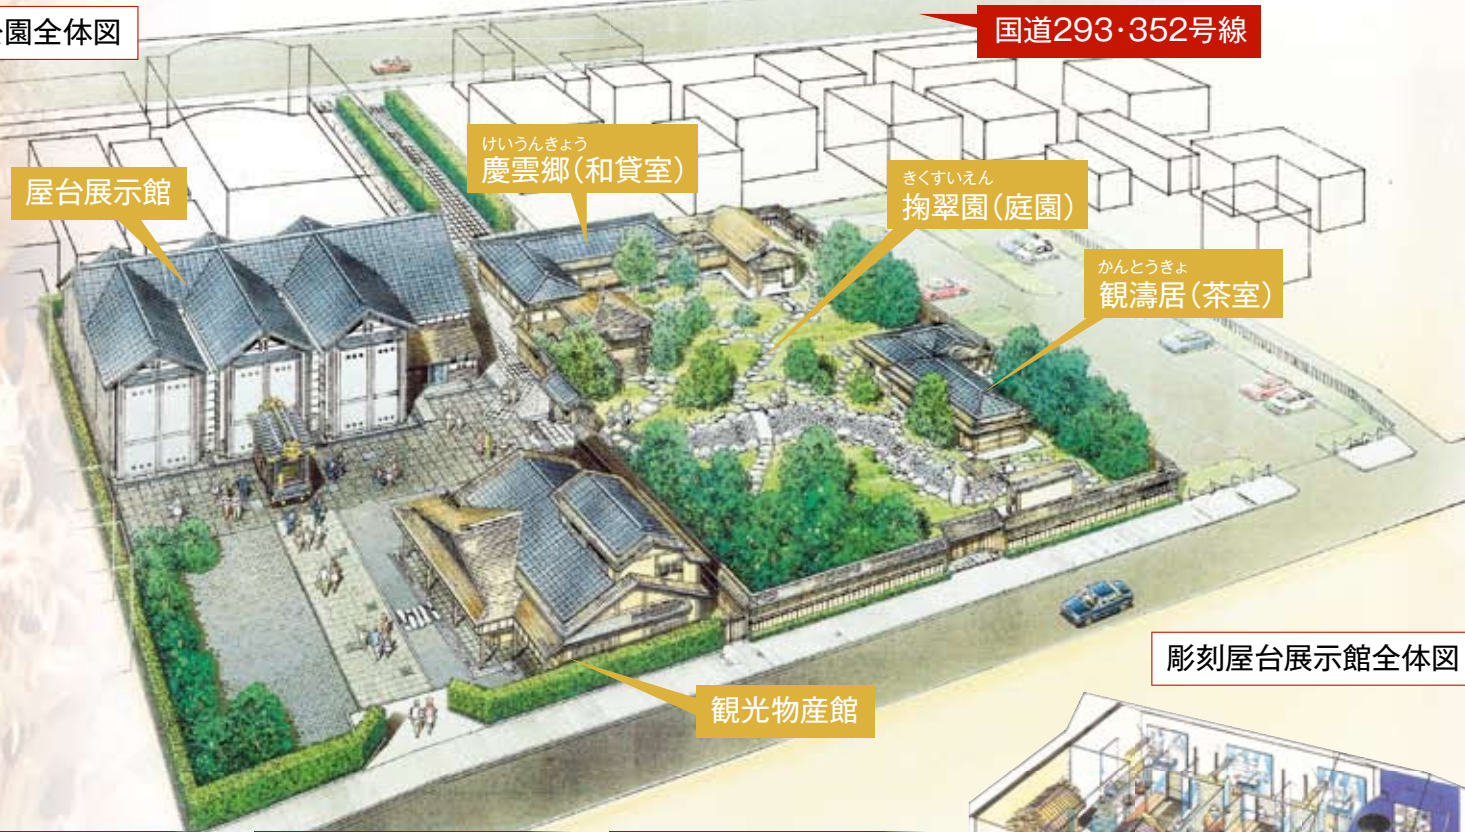 園全体図
国道293・352号線
けいうんきょう
慶雲郷(和貸室)
屋台展示館
きくすいえん
掬翠園(庭園)
かんとうきょ
観濤居(茶室)
彫刻屋台展示館全体図
観光物産館